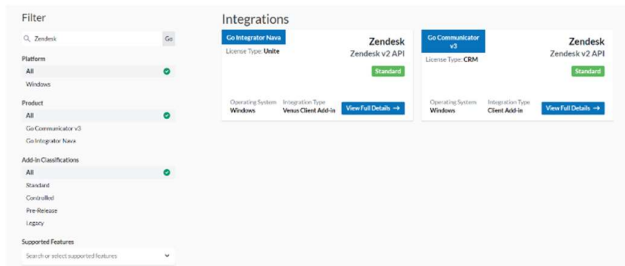 Filter
Zendesk
Go
Platform
All
Windows
Product
All
Go Communicator v3
Go Integrator Nava
Add-in Classifications
All
Standard
Controlled
Pre-Release
Legacy
Supported Features
Search or select supported features
Integrations
Go Integrator Nava
License Type: Unite
Zendesk
Zendesk v2 API
Standard
Operating System
Windows
Integration Type
Venus Client Add-in
View Full Details →
Go Communicator
v3
License Type: CRM
Zendesk
Zendesk v2 API
Standard
Operating System
Windows
Integration Type
Client Add-in
View Full Details →